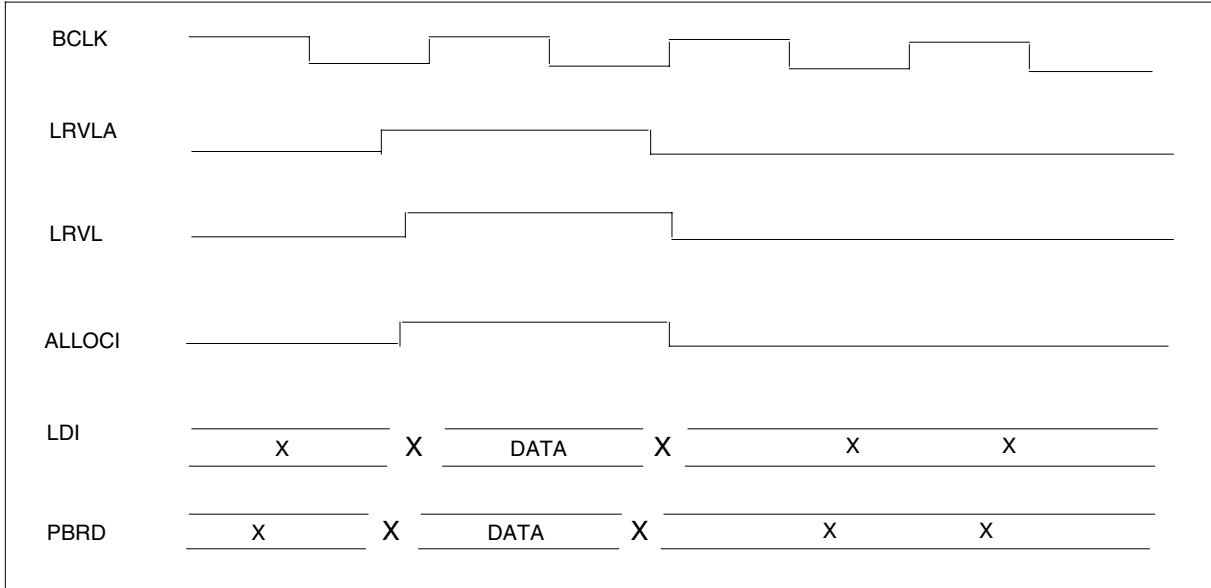 BCLK
LRVLA
LRVL
ALLOCI
LDI X X DATA X X X
PBRD X X DATA X X X